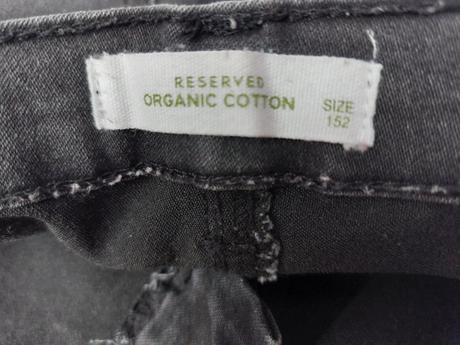 RESERVED
ORGANIC COTTON
SIZE
152